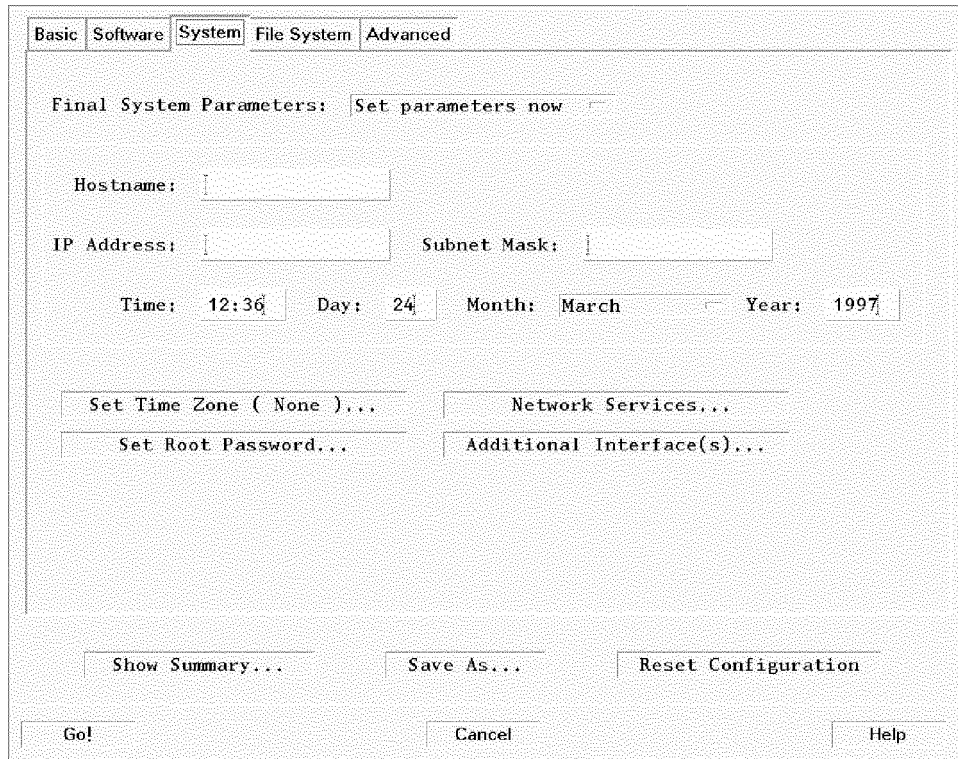 Basic Software System File System Advanced
Final System Parameters: Set parameters now
Hostname:
IP Address: Subnet Mask:
Time: 12:36 Day: 24 Month: March Year: 1997
Set Time Zone ( None )... Network Services...
Set Root Password... Additional Interface(s)...
Show Summary... Save As... Reset Configuration
Go! Cancel Help